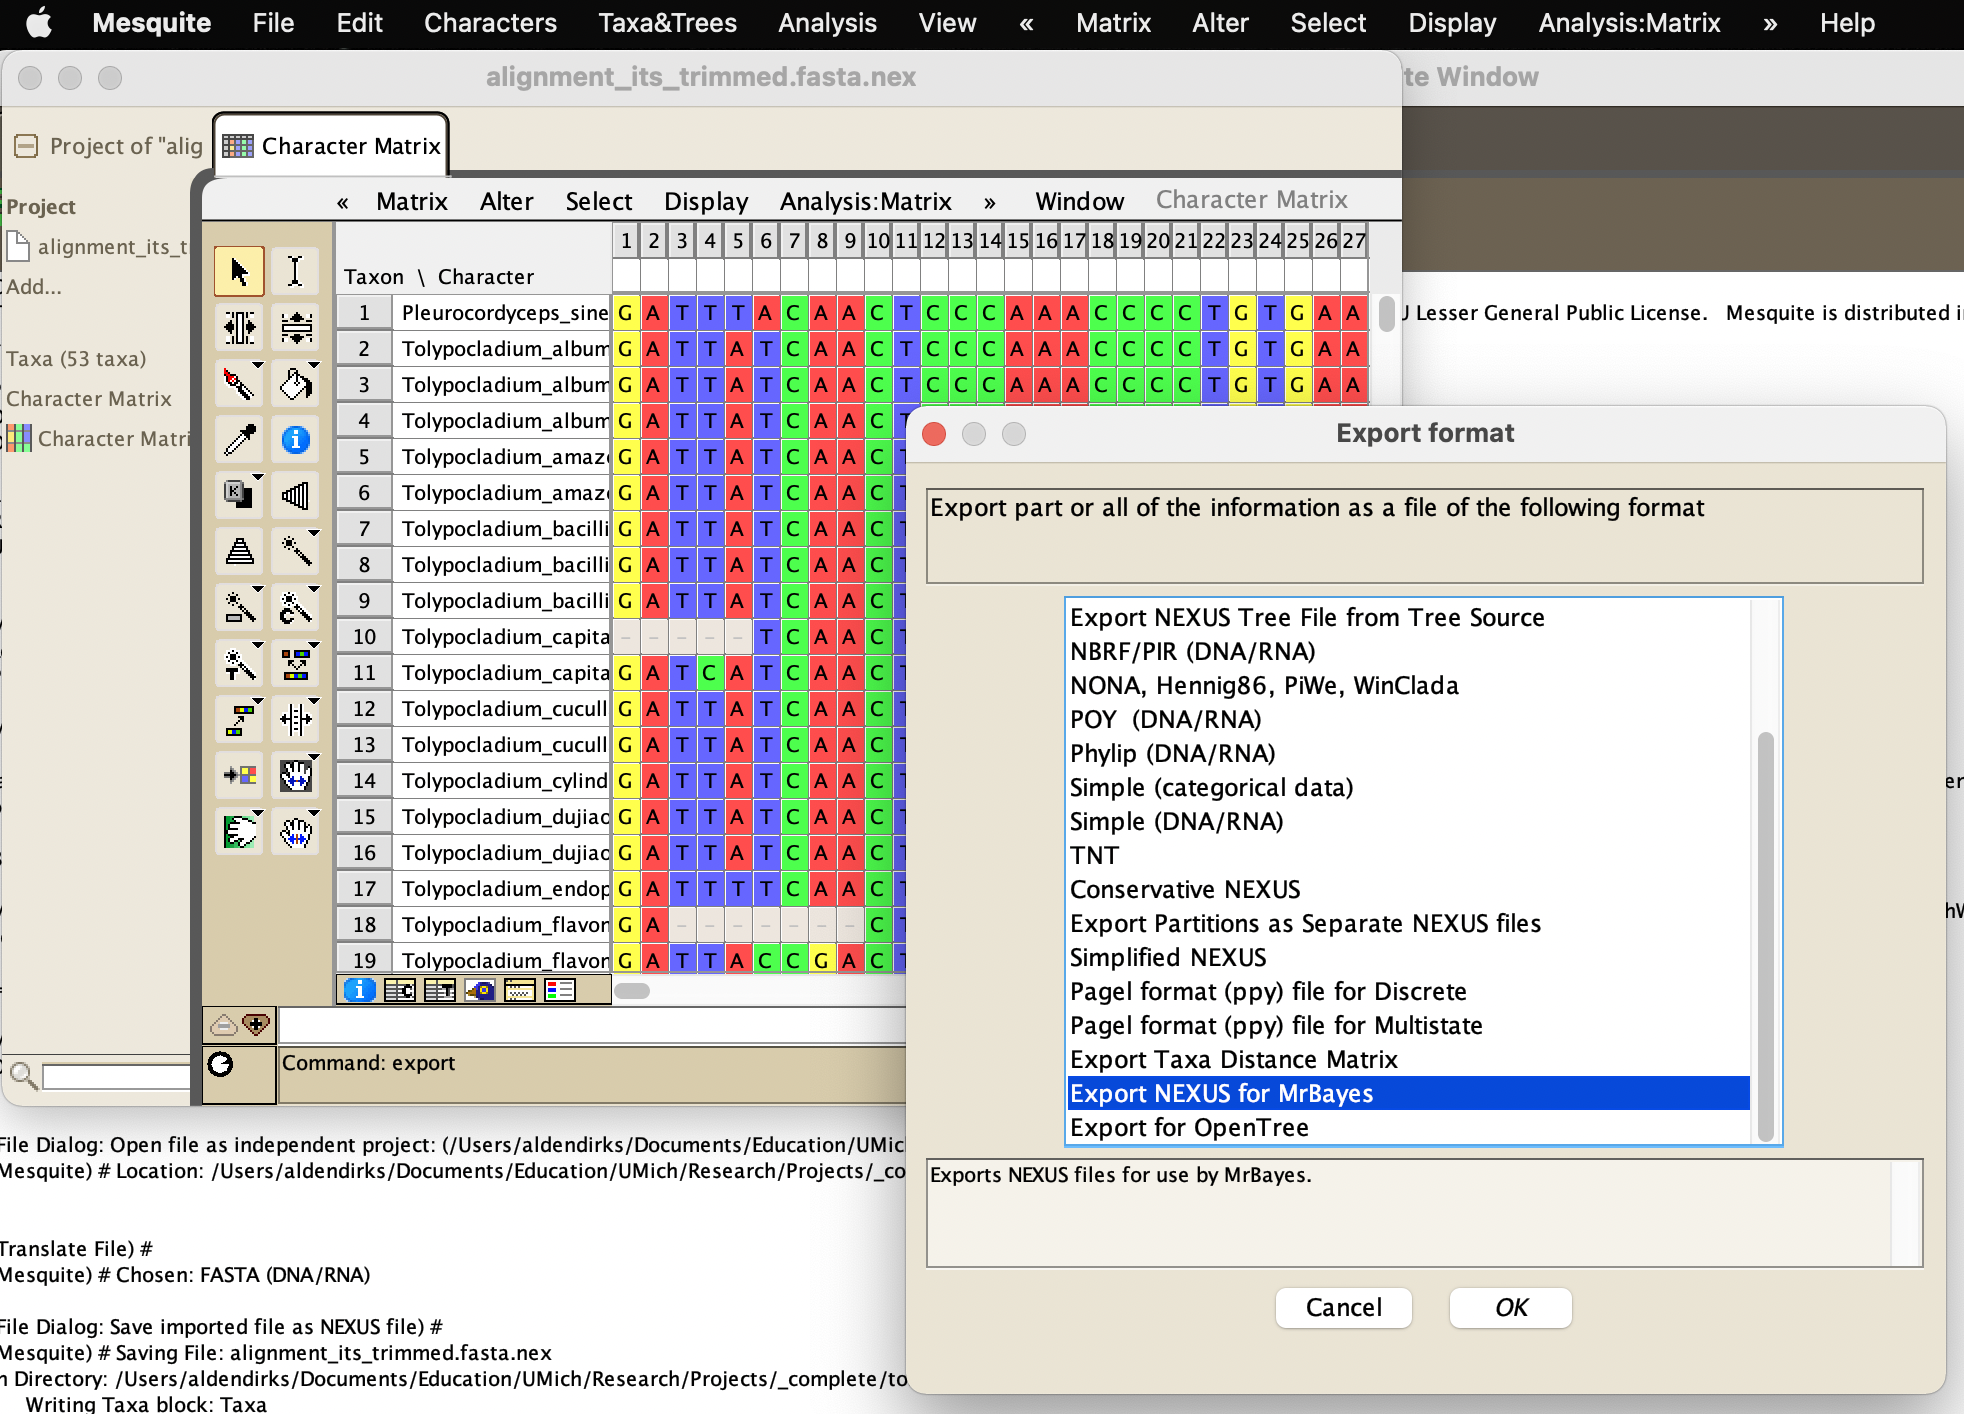 Mesquite File Edit Characters Taxa&Trees Analysis View « Matrix Alter Select Display Analysis:Matrix » Help
alignment_its_trimmed.fasta.nex
te Window
Project of "alig
Character Matrix
« Matrix Alter Select Display Analysis:Matrix » Window Character Matrix
Project
alignment_its_t
Add...
Taxa (53 taxa)
Character Matrix
Character Matri
1 2 3 4 5 6 7 8 9 10 11 12 13 14 15 16 17 18 19 20 21 22 23 24 25 26 27
Taxon \ Character
1 Pleurocordyceps_sine G A T T T A C A A C T C C C A A A C C C C T G T G A A
2 Tolypocladium_album G A T T A T C A A C T C C C A A A C C C C T G T G A A
3 Tolypocladium_album G A T T A T C A A C T C C C A A A C C C C T G T G A A
4 Tolypocladium_album G A T T A T C A A C T
5 Tolypocladium_amaz G A T T A T C A A C T
6 Tolypocladium_amaz G A T T A T C A A C T
7 Tolypocladium_bacilli G A T T A T C A A C T
8 Tolypocladium_bacilli G A T T A T C A A C T
9 Tolypocladium_bacilli G A T T A T C A A C T
10 Tolypocladium_capita - - - - - T C A A C T
11 Tolypocladium_capita G A T C A T C A A C T
12 Tolypocladium_cucull G A T T A T C A A C T
13 Tolypocladium_cucull G A T T A T C A A C T
14 Tolypocladium_cylind G A T T A T C A A C T
15 Tolypocladium_dujiao G A T T A T C A A C T
16 Tolypocladium_dujiao G A T T A T C A A C T
17 Tolypocladium_endop G A T T T T C A A C T
18 Tolypocladium_flavor G A - - - - - - - C T
19 Tolypocladium_flavor G A T T A C C G A C T
Command: export
J Lesser General Public License. Mesquite is distributed i
Export format
Export part or all of the information as a file of the following format
Export NEXUS Tree File from Tree Source
NBRF/PIR (DNA/RNA)
NONA, Hennig86, PiWe, WinClada
POY (DNA/RNA)
Phylip (DNA/RNA)
Simple (categorical data)
Simple (DNA/RNA)
TNT
Conservative NEXUS
Export Partitions as Separate NEXUS files
Simplified NEXUS
Pagel format (ppy) file for Discrete
Pagel format (ppy) file for Multistate
Export Taxa Distance Matrix
Export NEXUS for MrBayes
Export for OpenTree
Exports NEXUS files for use by MrBayes.
Cancel OK
File Dialog: Open file as independent project: (/Users/aldendirks/Documents/Education/UMich
Mesquite) # Location: /Users/aldendirks/Documents/Education/UMich/Research/Projects/_co
Translate File) #
Mesquite) # Chosen: FASTA (DNA/RNA)
File Dialog: Save imported file as NEXUS file) #
Mesquite) # Saving File: alignment_its_trimmed.fasta.nex
n Directory: /Users/aldendirks/Documents/Education/UMich/Research/Projects/_complete/to
Writing Taxa block: Taxa